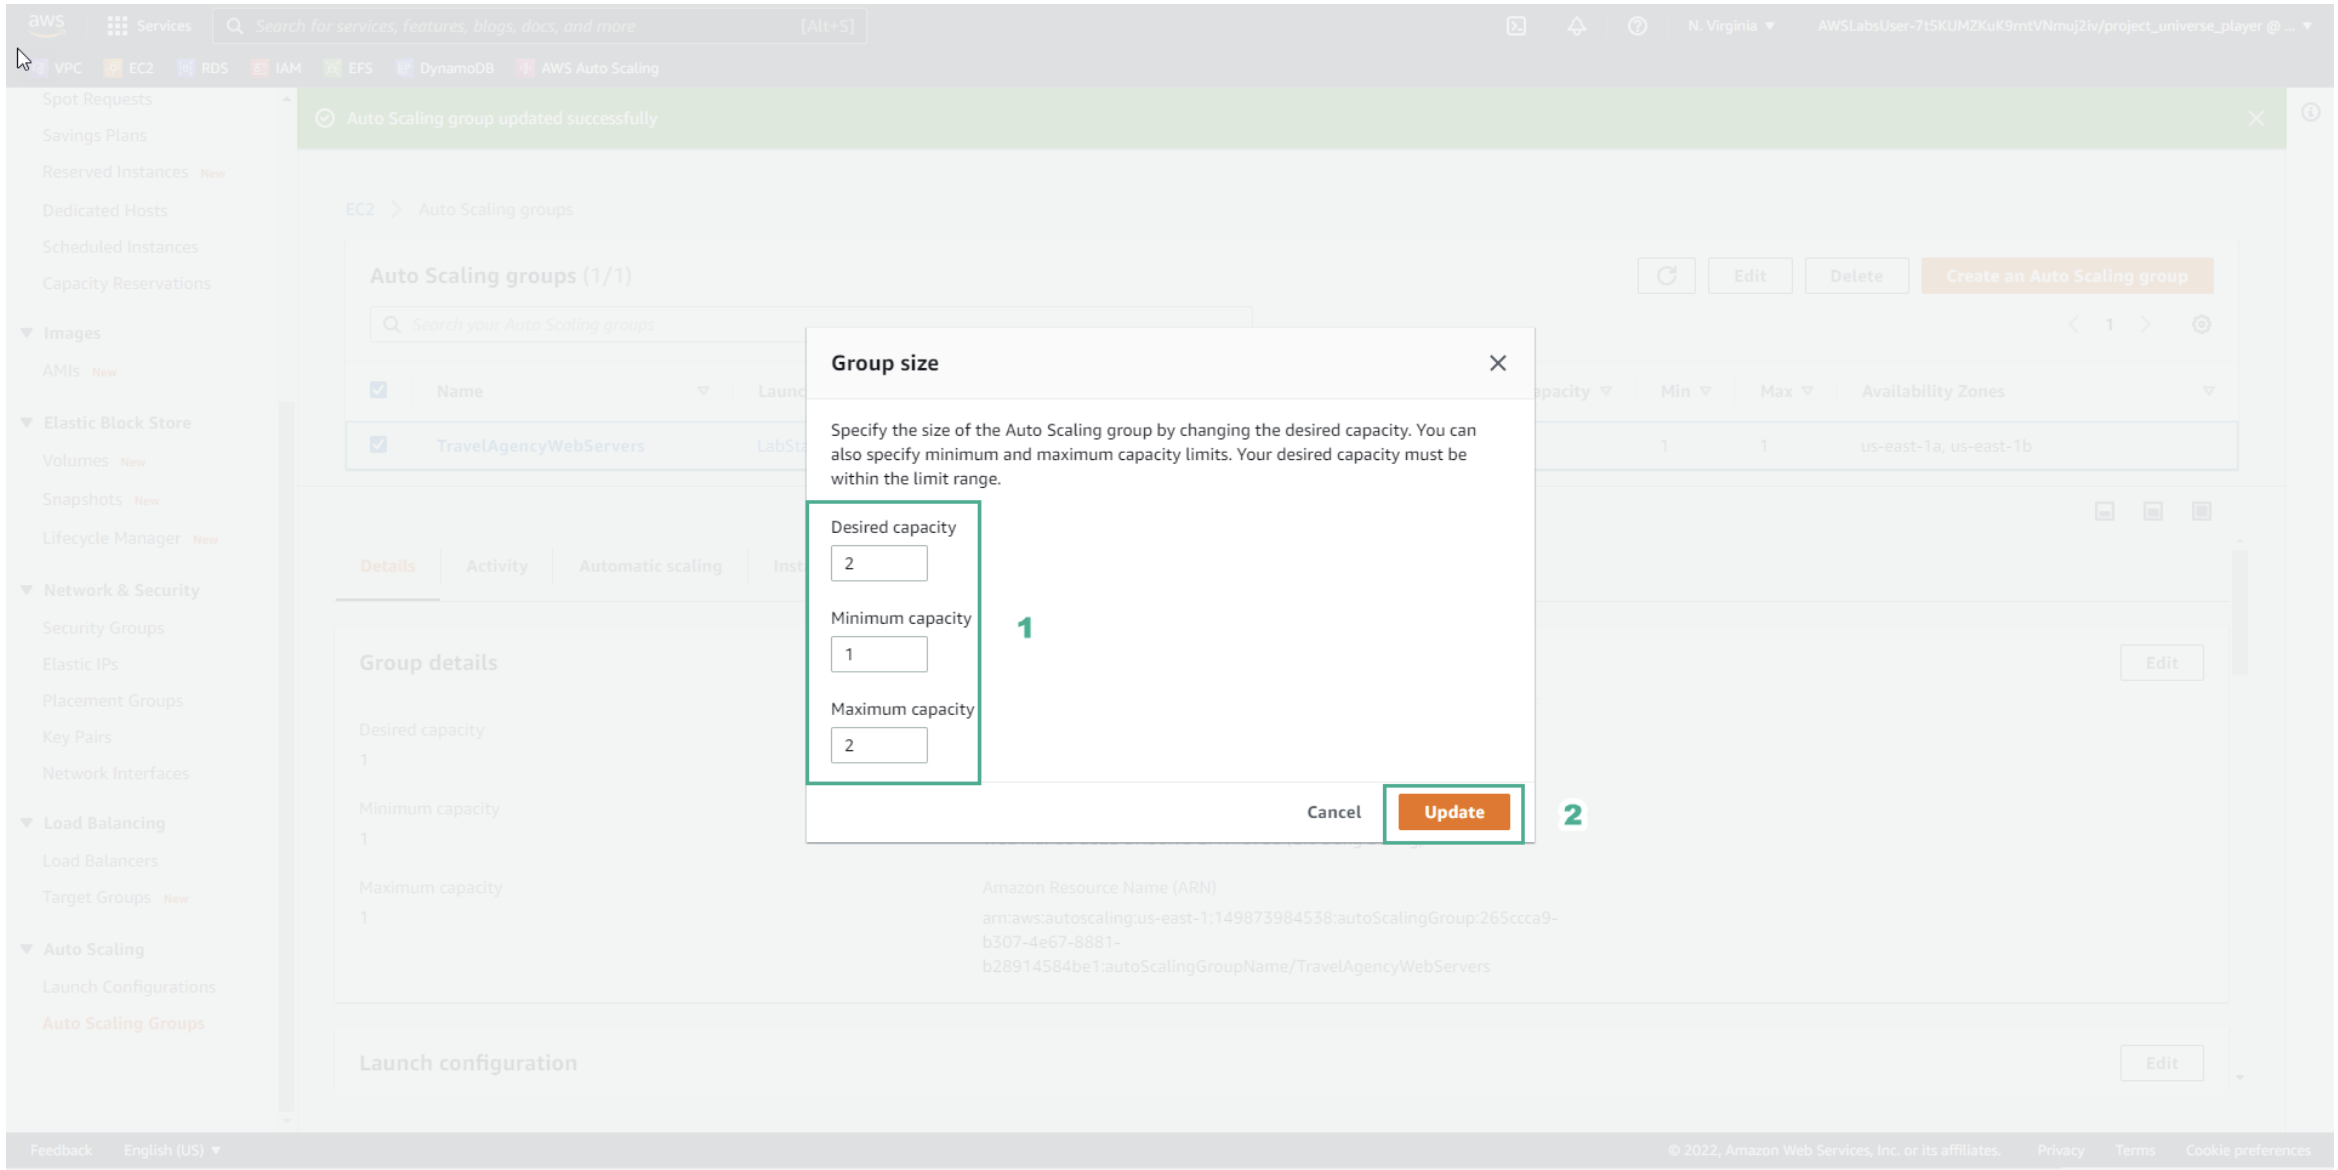 aws
Services
Search for services, features, blogs, docs, and more
[Alt+S]
N. Virginia
AWSLabsUser-7tSKUMZKuK9mtVNmuj2iv/project_universe_player @ ...
VPC
EC2
RDS
IAM
EFS
DynamoDB
AWS Auto Scaling
Spot Requests
Savings Plans
Reserved Instances New
Dedicated Hosts
Scheduled Instances
Capacity Reservations
Images
AMIs New
Elastic Block Store
Volumes New
Snapshots New
Lifecycle Manager New
Network & Security
Security Groups
Elastic IPs
Placement Groups
Key Pairs
Network Interfaces
Load Balancing
Load Balancers
Target Groups New
Auto Scaling
Launch Configurations
Auto Scaling Groups
Auto Scaling group updated successfully
EC2 > Auto Scaling groups
Auto Scaling groups (1/1)
Edit
Delete
Create an Auto Scaling group
Search your Auto Scaling groups
1
Name
Launc
apacity
Min
Max
Availability Zones
TravelAgencyWebServers
LabSta
1
1
us-east-1a, us-east-1b
Details
Activity
Automatic scaling
Inst
Group details
Edit
Desired capacity
1
Minimum capacity
1
Maximum capacity
1
Amazon Resource Name (ARN)
arn:aws:autoscaling:us-east-1:149873984538:autoScalingGroup:265ccca9-
b307-4e67-8881-
b28914584be1:autoScalingGroupName/TravelAgencyWebServers
Launch configuration
Edit
Group size
Specify the size of the Auto Scaling group by changing the desired capacity. You can
also specify minimum and maximum capacity limits. Your desired capacity must be
within the limit range.
Desired capacity
2
Minimum capacity
1
1
Maximum capacity
2
Cancel
Update
2
Feedback
English (US)
© 2022, Amazon Web Services, Inc. or its affiliates.
Privacy
Terms
Cookie preferences